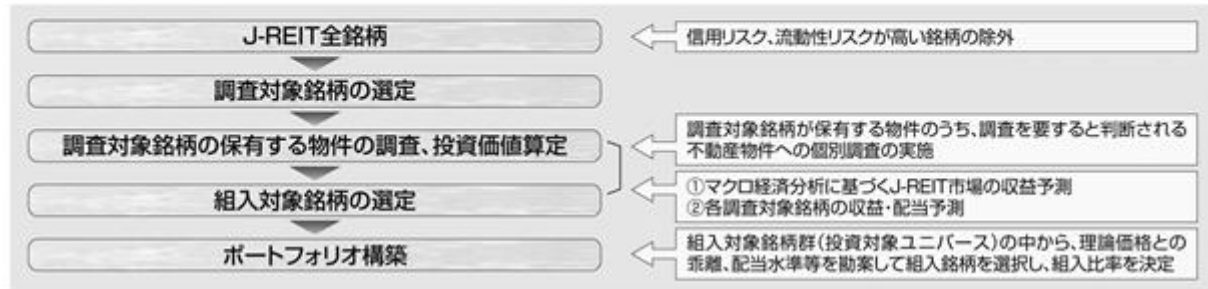 J-REIT全銘柄
信用リスク、流動性リスクが高い銘柄の除外
調査対象銘柄の選定
調査対象銘柄の保有する物件の調査、投資価値算定
調査対象銘柄が保有する物件のうち、調査を要すると判断される
不動産物件への個別調査の実施
組入対象銘柄の選定
①マクロ経済分析に基づくJ-REIT市場の収益予測
②各調査対象銘柄の収益・配当予測
ポートフォリオ構築
組入対象銘柄群(投資対象ユニバース)の中から、理論価格との
乖離、配当水準等を勘案して組入銘柄を選択し、組入比率を決定